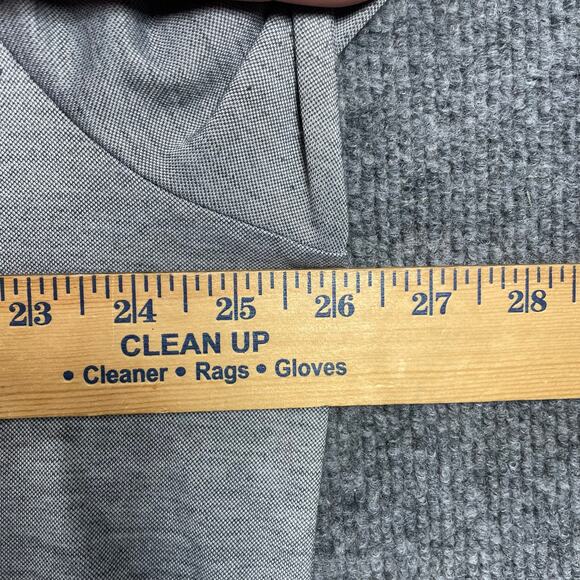 23 24 25 26 27 28
CLEAN UP
• Cleaner • Rags • Gloves